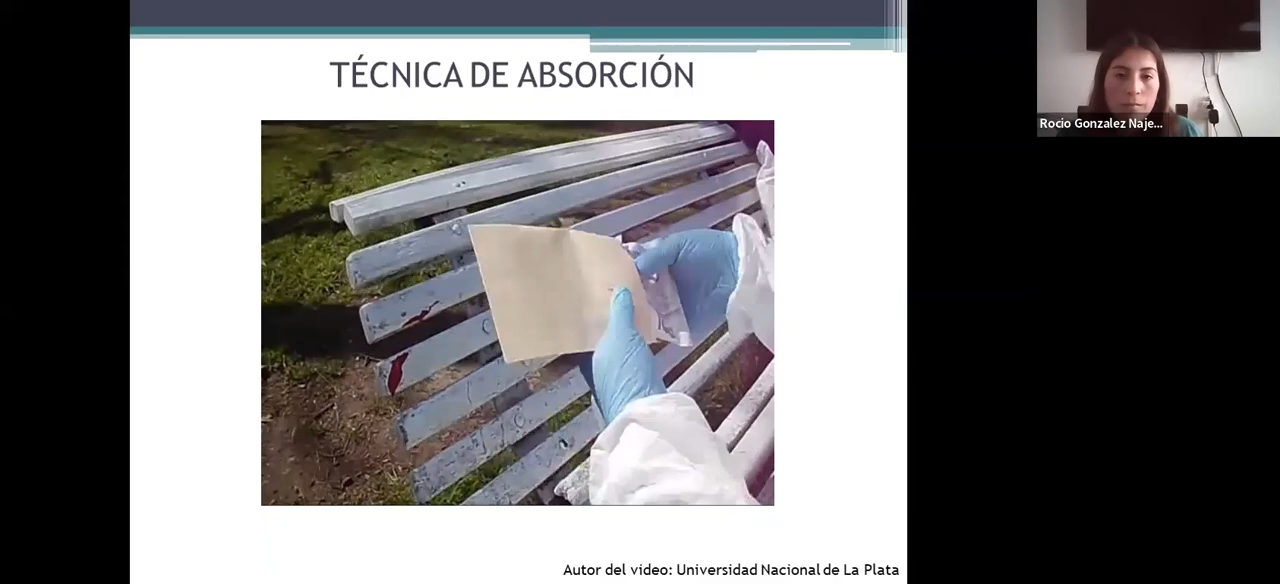 TÉCNICA DE ABSORCIÓN
Rocio Gonzalez Naje...
Autor del video: Universidad Nacional de La Plata